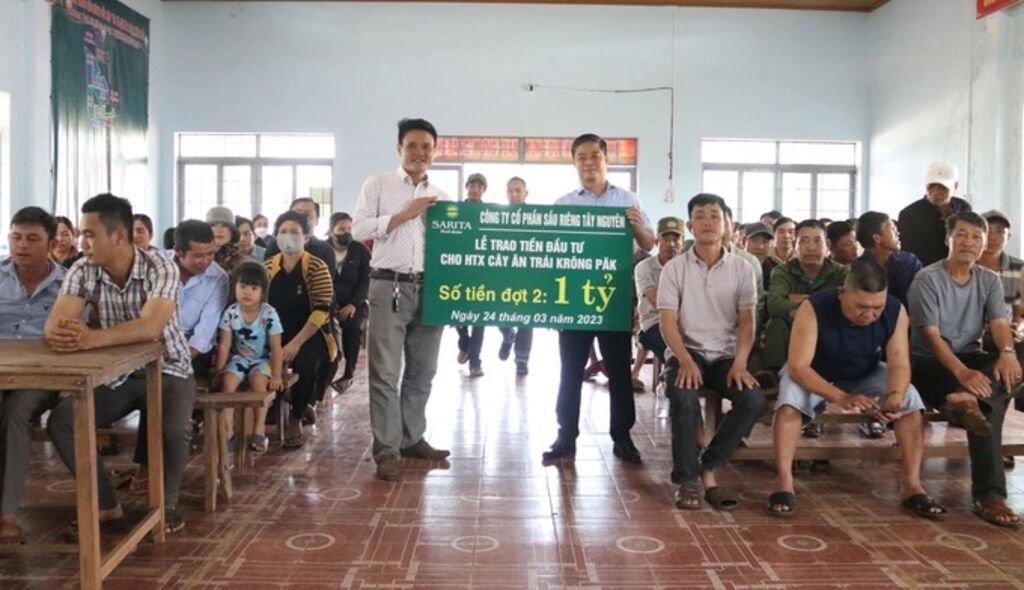 SARITA
CÔNG TY CỔ PHẦN SẦU RIÊNG TÂY NGUYÊN
LỄ TRAO TIỀN ĐẦU TƯ
CHO HTX CÂY ĂN TRÁI KRÔNG PĂK
Số tiền đợt 2: 1 tỷ
Ngày 24 tháng 03 năm 2023